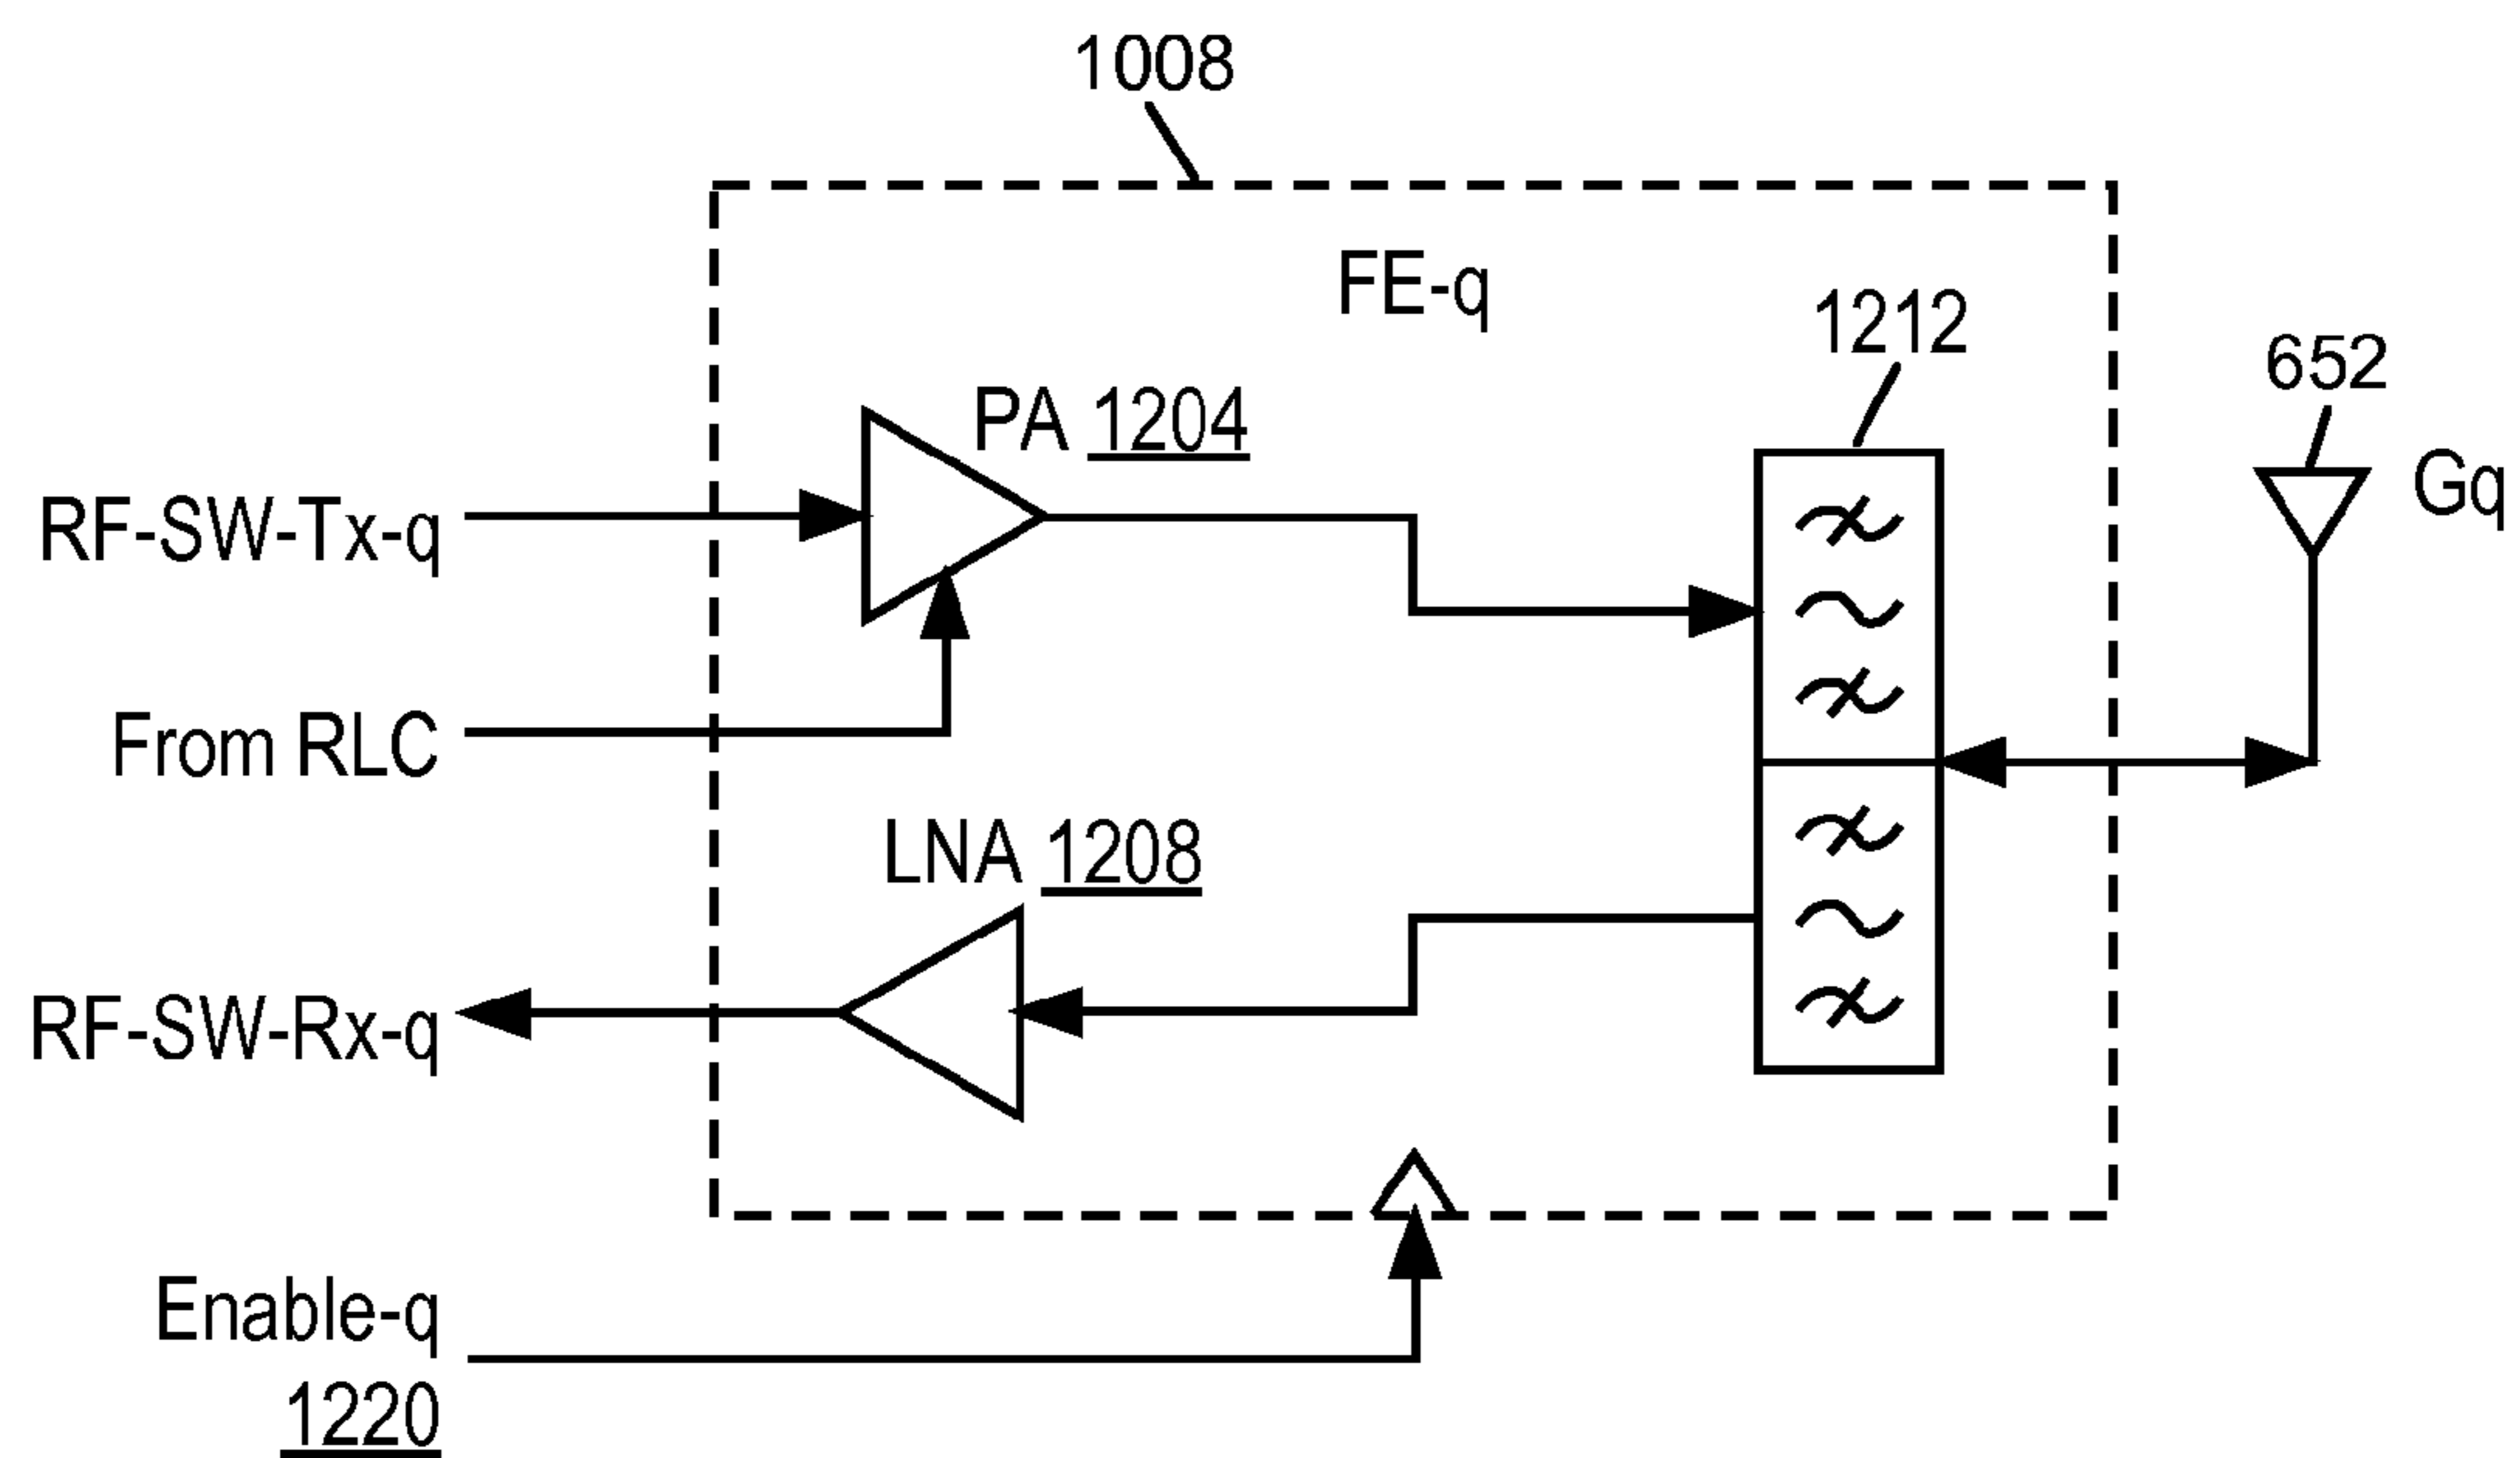 1008
FE-q
1212
652
Gq
PA 1204
RF-SW-Tx-q
From RLC
LNA 1208
RF-SW-Rx-q
Enable-q
1220